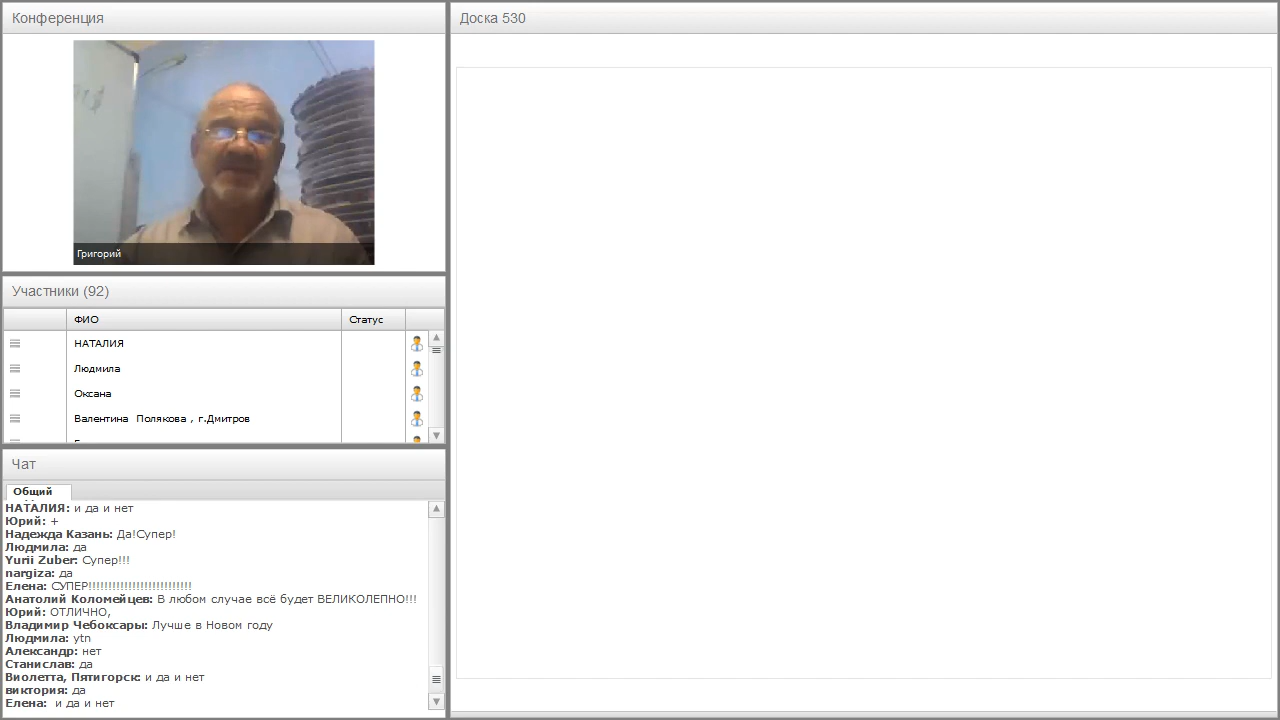 Конференция
Григорий
Участники (92)
ФИО Статус
НАТАЛИЯ
Людмила
Оксана
Валентина Полякова , г.Дмитров
Чат
Общий
НАТАЛИЯ: и да и нет
Юрий: +
Надежда Казань: Да!Супер!
Людмила: да
Yurii Zuber: Супер!!!
nargiza: да
Елена: СУПЕР!!!!!!!!!!!!!!!!!!!!!!!!!!
Анатолий Коломейцев: В любом случае всё будет ВЕЛИКОЛЕПНО!!!
Юрий: ОТЛИЧНО,
Владимир Чебоксары: Лучше в Новом году
Людмила: ytn
Александр: нет
Станислав: да
Виолетта, Пятигорск: и да и нет
виктория: да
Елена: и да и нет
Доска 530